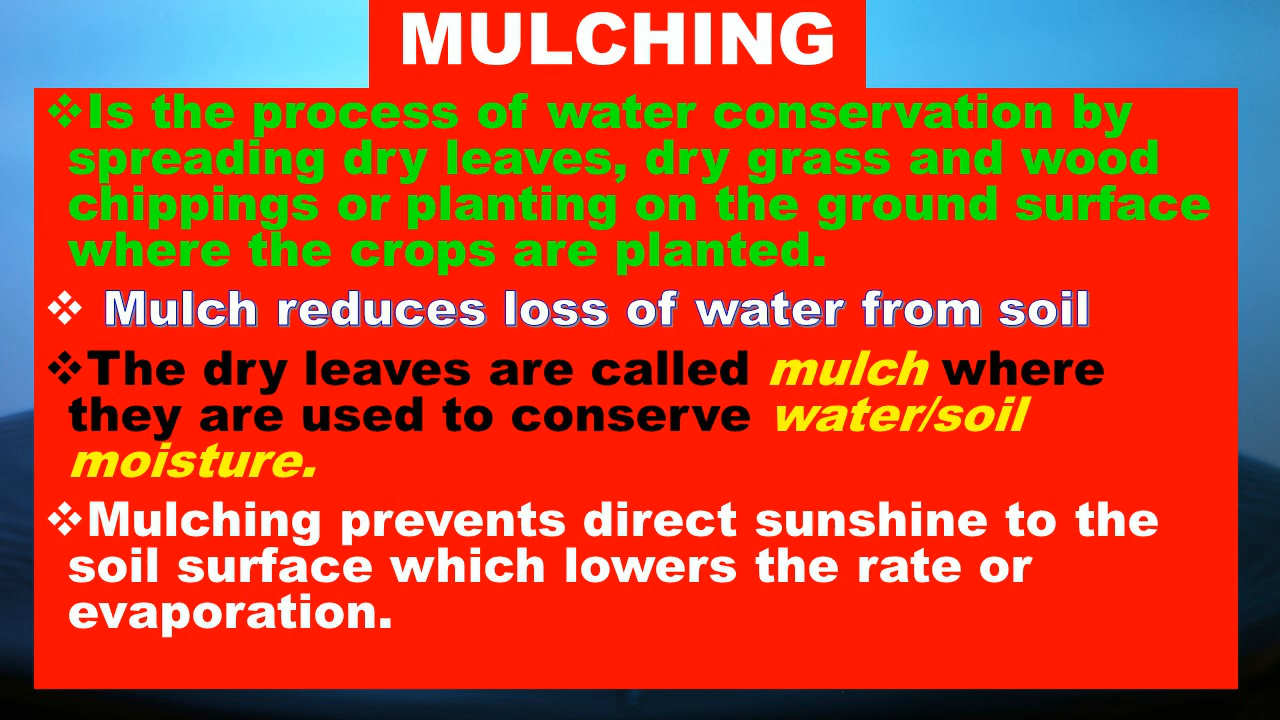 MULCHING
❖Is the process of water conservation by
spreading dry leaves, dry grass and wood
chippings or planting on the ground surface
where the crops are planted.
❖ Mulch reduces loss of water from soil
❖The dry leaves are called mulch where
they are used to conserve water/soil
moisture.
❖Mulching prevents direct sunshine to the
soil surface which lowers the rate or
evaporation.